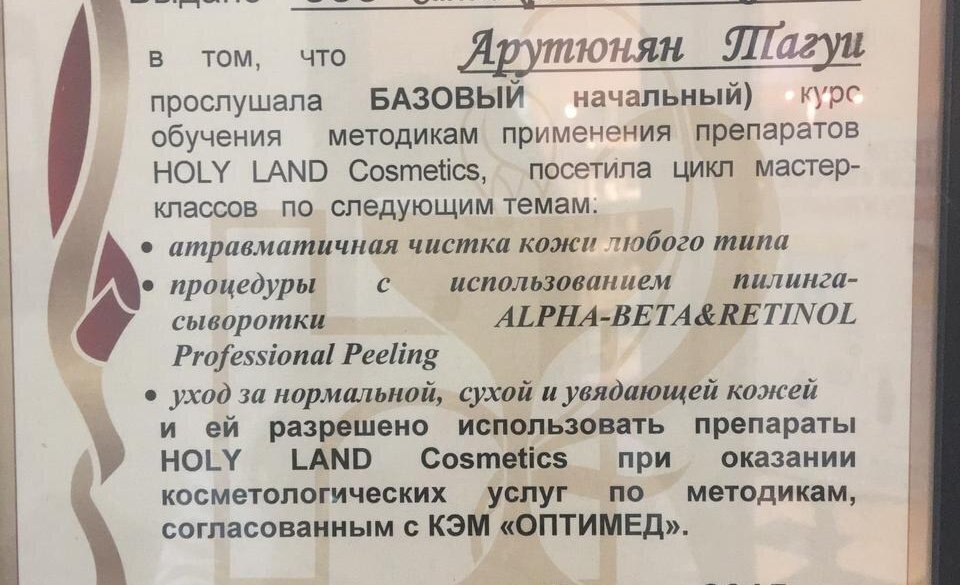 Выдано ООО
в том, что Арутюнян Тагуи
прослушала БАЗОВЫЙ начальный) курс
обучения методикам применения препаратов
HOLY LAND Cosmetics, посетила цикл мастер-
классов по следующим темам:
• атравматичная чистка кожи любого типа
• процедуры с использованием пилинга-
сыворотки ALPHA-BETA&RETINOL
Professional Peeling
• уход за нормальной, сухой и увядающей кожей
и ей разрешено использовать препараты
HOLY LAND Cosmetics при оказании
косметологических услуг по методикам,
согласованным с КЭМ «ОПТИМЕД».